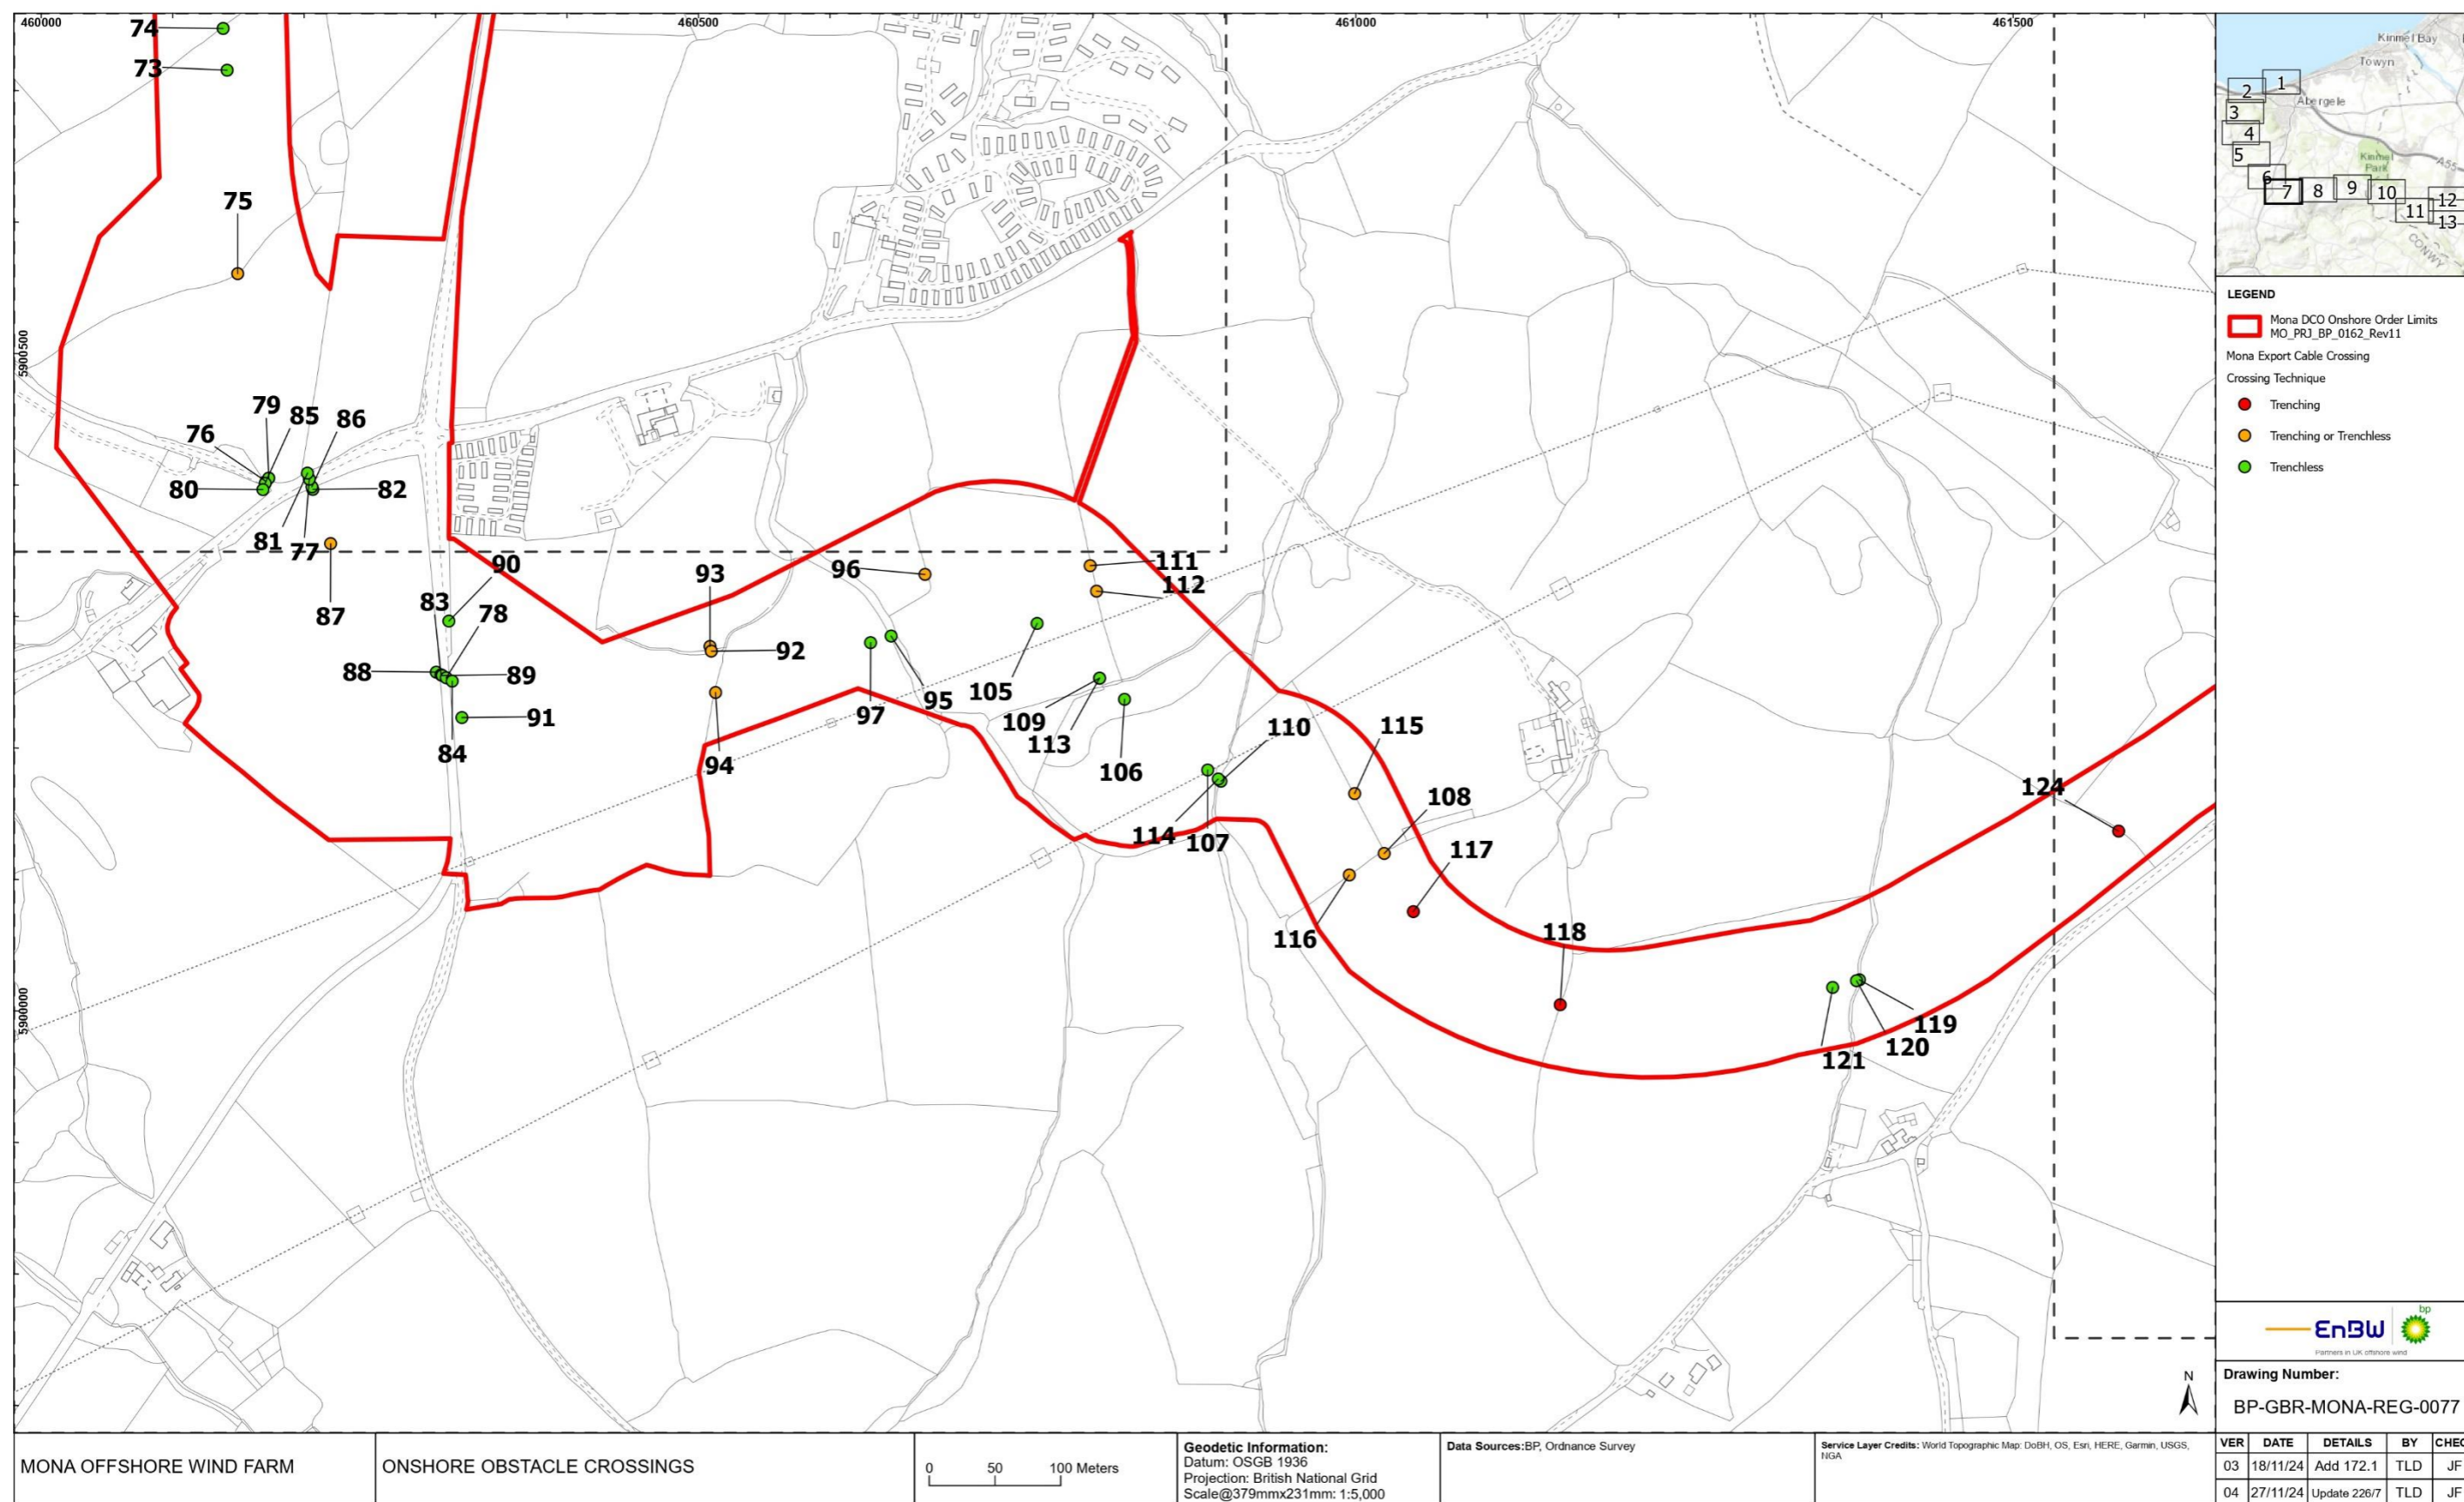 460000
460500
461000
461500
5900500
5900000
74
73
75
79
85
86
76
80
82
81
77
87
90
83
78
88
89
91
84
93
92
94
96
97
95
105
109
113
106
111
112
110
114
107
115
108
116
117
118
119
120
121
124
Kinmel Bay
Towyn
Abergele
Kinmel
Park
A55
CONWY
1
2
3
4
5
6
7
8
9
10
11
12
13
LEGEND
Mona DCO Onshore Order Limits
MO_PRJ_BP_0162_Rev11
Mona Export Cable Crossing
Crossing Technique
Trenching
Trenching or Trenchless
Trenchless
N
EnBW
bp
Partners in UK offshore wind
Drawing Number:
BP-GBR-MONA-REG-0077
MONA OFFSHORE WIND FARM
ONSHORE OBSTACLE CROSSINGS
0 50 100 Meters
Geodetic Information:
Datum: OSGB 1936
Projection: British National Grid
Scale@379mmx231mm: 1:5,000
Data Sources:BP, Ordnance Survey
Service Layer Credits: World Topographic Map: DoBH, OS, Esri, HERE, Garmin, USGS,
NGA
VER DATE DETAILS BY CHEC
03 18/11/24 Add 172.1 TLD JF
04 27/11/24 Update 226/7 TLD JF